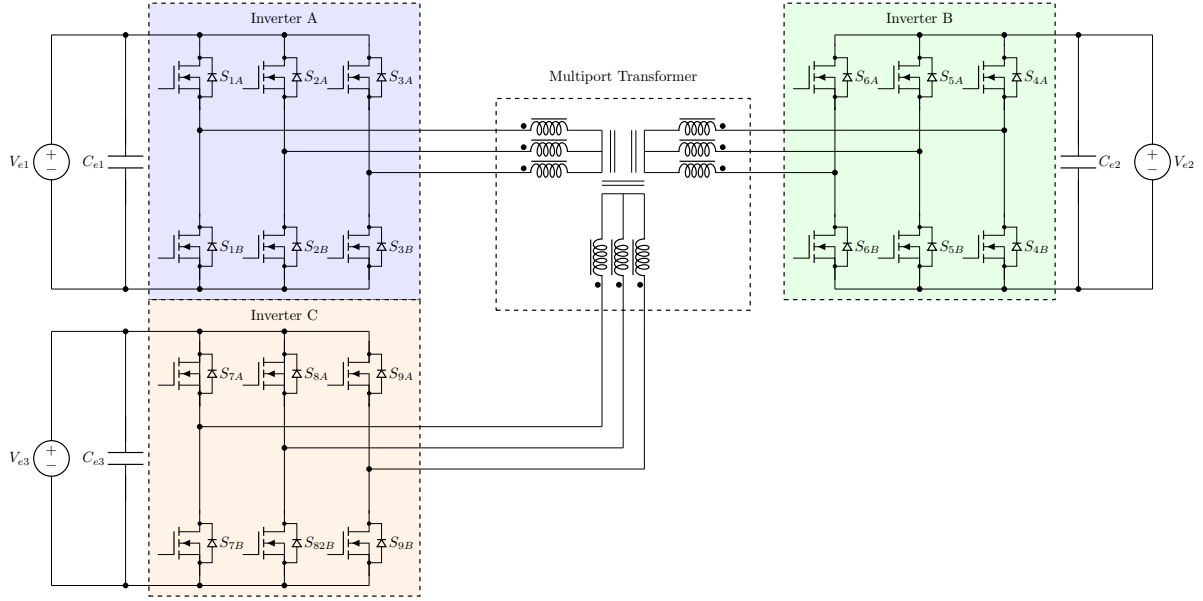 Inverter A
Inverter B
S1A
S2A
S3A
S6A
S5A
S4A
Multiport Transformer
Ve1
+
−
Ce1
Ce2
+
−
Ve2
S1B
S2B
S3B
S6B
S5B
S4B
Inverter C
S7A
S8A
S9A
Ve3
+
−
Ce3
S7B
S82B
S9B